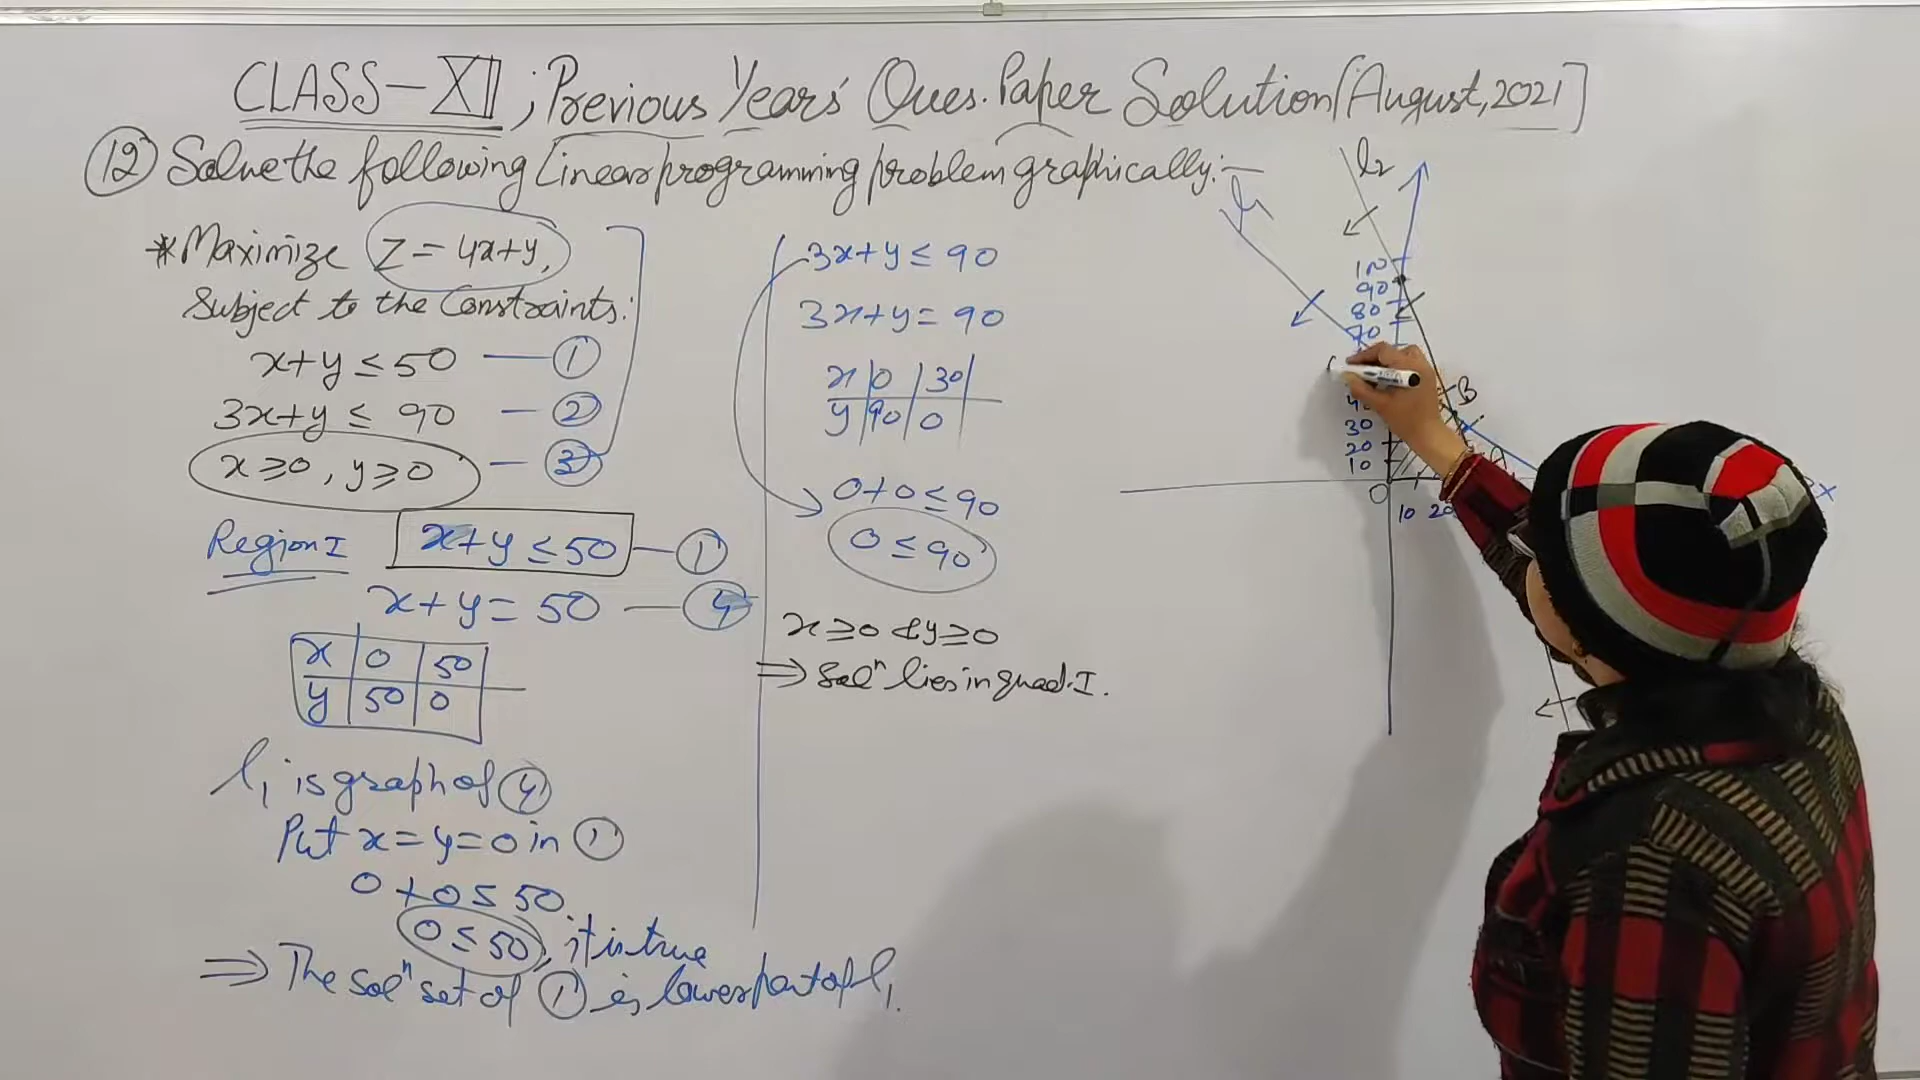 CLASS-XII; Previous Years' Ques. Paper Solution [August, 2021]
12 Solve the following Linear programming problem graphically:-
*Maximize Z = 4x+y,
Subject to the Constraints:
x+y ≤ 50 — 1
3x+y ≤ 90 — 2
x ≥ 0, y ≥ 0 — 3
Region I x+y ≤ 50 — 1
x+y = 50 — 4
x 0 50
y 50 0
l₁ is graph of 4
Put x = y = 0 in 1
0 + 0 ≤ 50
0 ≤ 50, it is true
⇒ The solⁿ set of 1 is lower part of l₁.
3x+y ≤ 90
3x+y = 90
x 0 30
y 90 0
0+0 ≤ 90
0 ≤ 90
x ≥ 0 & y ≥ 0
⇒ Solⁿ lies in quad. I.
l₁
l₂
100
90
80
70
40
30
20
10
O
10 20
B
A
X